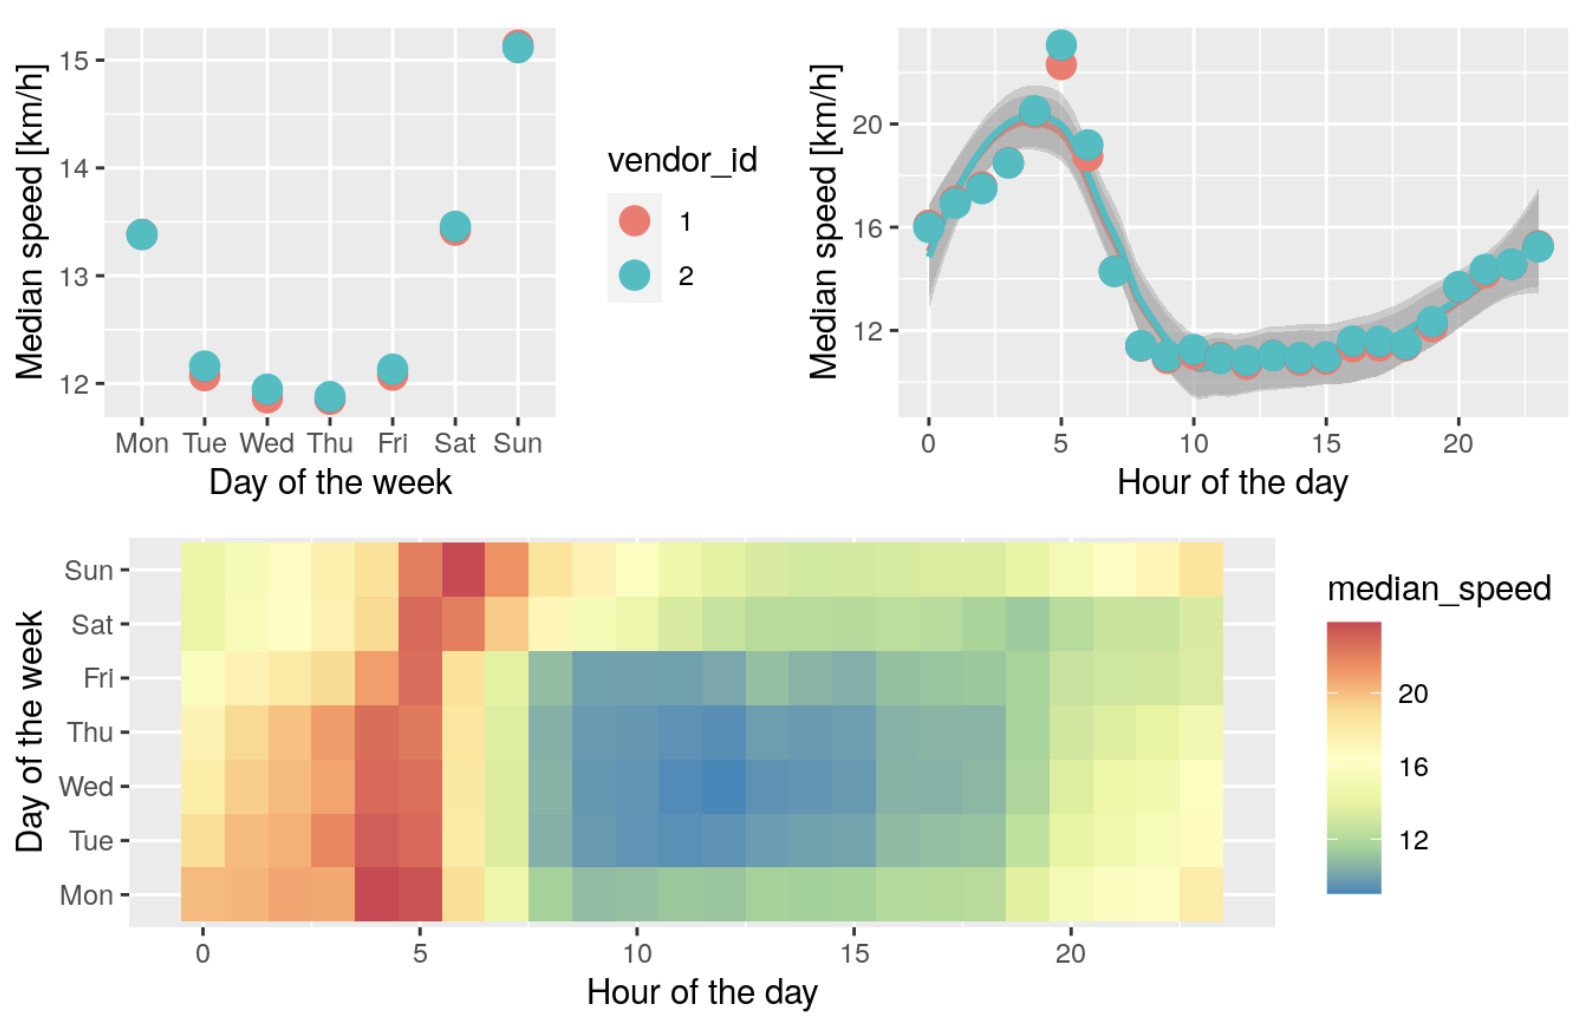 Median speed [km/h]
15
14
13
12
Mon Tue Wed Thu Fri Sat Sun
Day of the week
vendor_id
1
2
Median speed [km/h]
20
16
12
0 5 10 15 20
Hour of the day
Day of the week
Sun
Sat
Fri
Thu
Wed
Tue
Mon
0 5 10 15 20
Hour of the day
median_speed
20
16
12